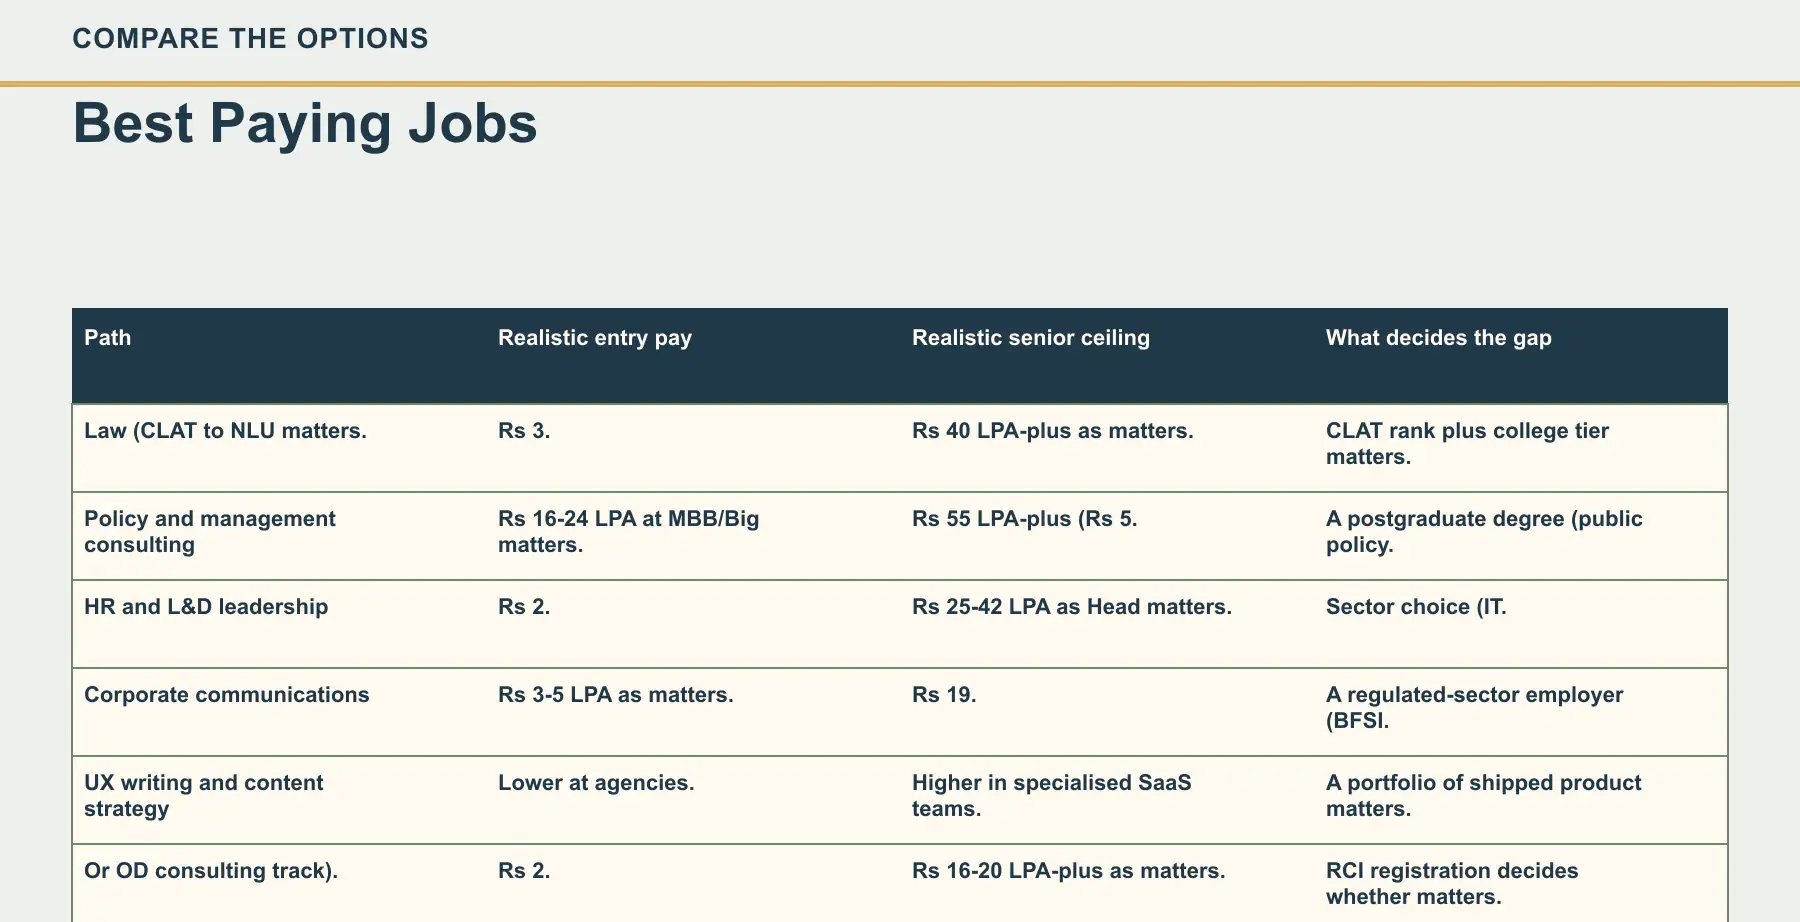 COMPARE THE OPTIONS
Best Paying Jobs
Path Realistic entry pay Realistic senior ceiling What decides the gap
Law (CLAT to NLU matters. Rs 3. Rs 40 LPA-plus as matters. CLAT rank plus college tier
matters.
Policy and management Rs 16-24 LPA at MBB/Big Rs 55 LPA-plus (Rs 5. A postgraduate degree (public
consulting matters. policy.
HR and L&D leadership Rs 2. Rs 25-42 LPA as Head matters. Sector choice (IT.
Corporate communications Rs 3-5 LPA as matters. Rs 19. A regulated-sector employer
(BFSI.
UX writing and content Lower at agencies. Higher in specialised SaaS A portfolio of shipped product
strategy teams. matters.
Or OD consulting track). Rs 2. Rs 16-20 LPA-plus as matters. RCI registration decides
whether matters.